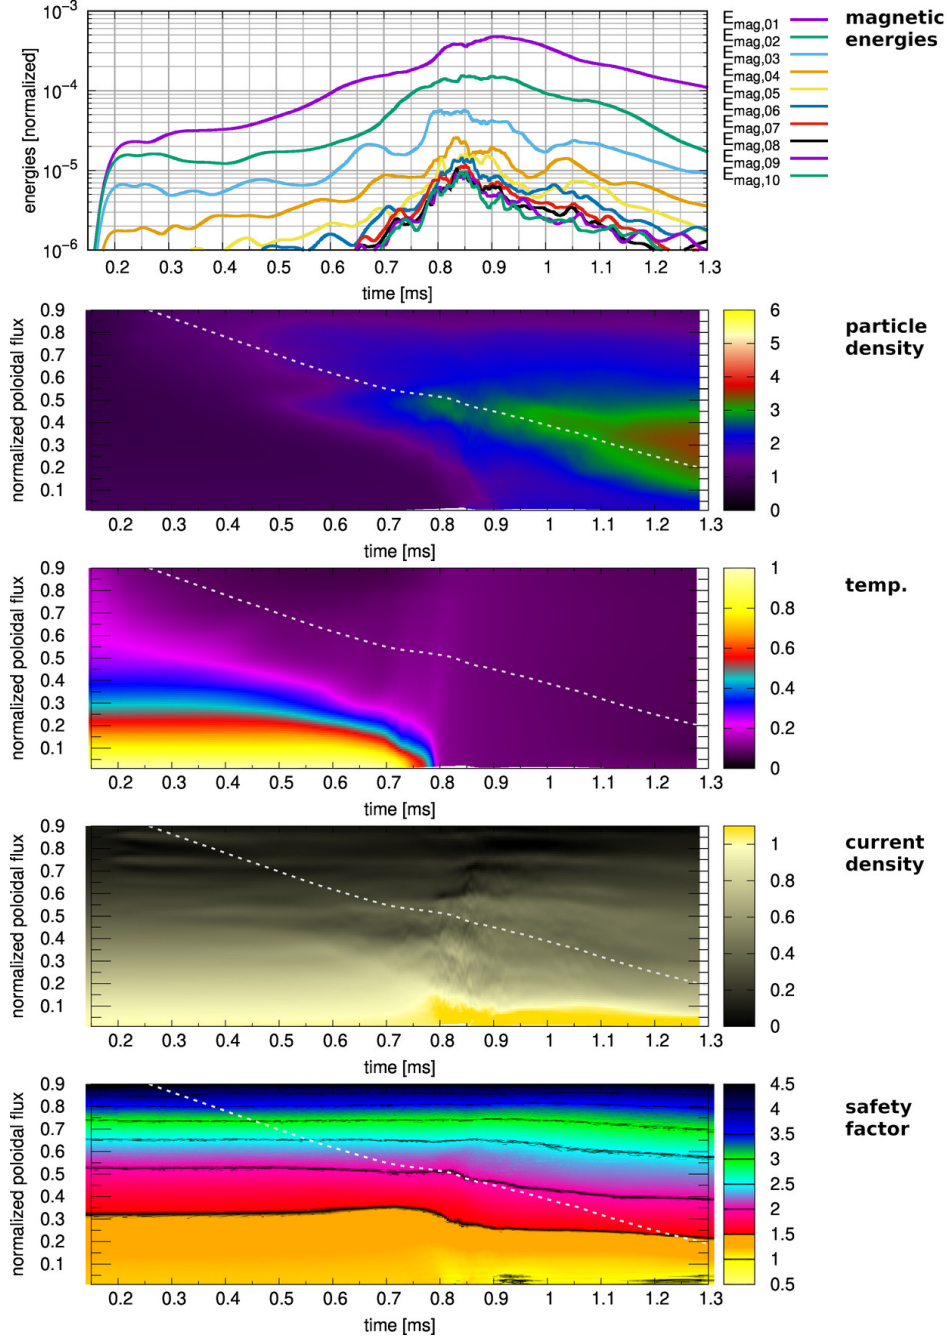 magnetic
energies
energies [normalized]
10⁻³
10⁻⁴
10⁻⁵
10⁻⁶
E_mag,01
E_mag,02
E_mag,03
E_mag,04
E_mag,05
E_mag,06
E_mag,07
E_mag,08
E_mag,09
E_mag,10
0.2 0.3 0.4 0.5 0.6 0.7 0.8 0.9 1 1.1 1.2 1.3
time [ms]
particle
density
normalized poloidal flux
0.9
0.8
0.7
0.6
0.5
0.4
0.3
0.2
0.1
6
5
4
3
2
1
0
0.2 0.3 0.4 0.5 0.6 0.7 0.8 0.9 1 1.1 1.2 1.3
time [ms]
temp.
normalized poloidal flux
0.9
0.8
0.7
0.6
0.5
0.4
0.3
0.2
0.1
1
0.8
0.6
0.4
0.2
0
0.2 0.3 0.4 0.5 0.6 0.7 0.8 0.9 1 1.1 1.2 1.3
time [ms]
current
density
normalized poloidal flux
0.9
0.8
0.7
0.6
0.5
0.4
0.3
0.2
0.1
1
0.8
0.6
0.4
0.2
0
0.2 0.3 0.4 0.5 0.6 0.7 0.8 0.9 1 1.1 1.2 1.3
time [ms]
safety
factor
normalized poloidal flux
0.9
0.8
0.7
0.6
0.5
0.4
0.3
0.2
0.1
4.5
4
3.5
3
2.5
2
1.5
1
0.5
0.2 0.3 0.4 0.5 0.6 0.7 0.8 0.9 1 1.1 1.2 1.3
time [ms]